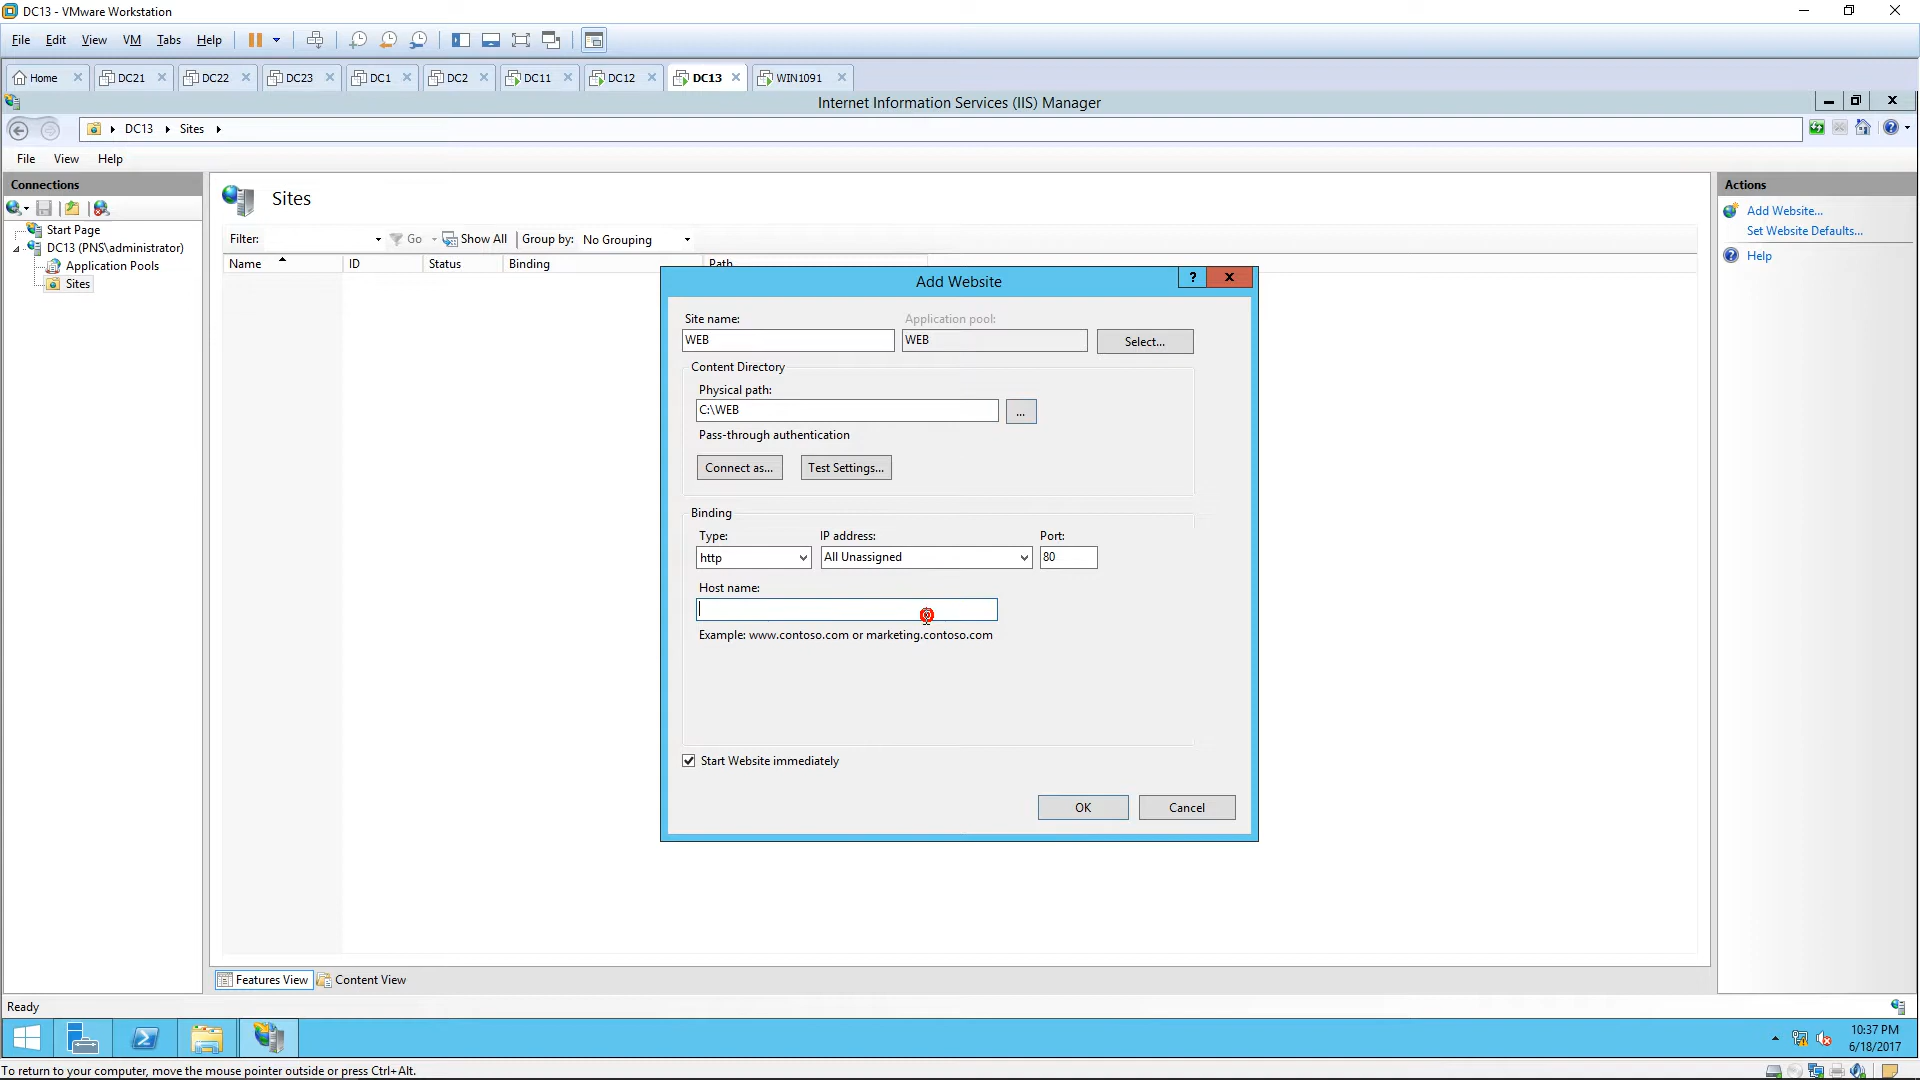 DC13 - VMware Workstation
File Edit View VM Tabs Help
Home DC21 DC22 DC23 DC1 DC2 DC11 DC12 DC13 WIN1091
Internet Information Services (IIS) Manager
DC13 Sites
File View Help
Connections
Start Page
DC13 (PNS\administrator)
Application Pools
Sites
Sites
Filter: Go Show All Group by: No Grouping
Name ID Status Binding Path
Add Website
?
Site name: Application pool:
WEB WEB Select...
Content Directory
Physical path:
C:\WEB ...
Pass-through authentication
Connect as... Test Settings...
Binding
Type: IP address: Port:
http All Unassigned 80
Host name:
Example: www.contoso.com or marketing.contoso.com
Start Website immediately
OK Cancel
Actions
Add Website...
Set Website Defaults...
Help
Features View Content View
Ready
10:37 PM
6/18/2017
To return to your computer, move the mouse pointer outside or press Ctrl+Alt.